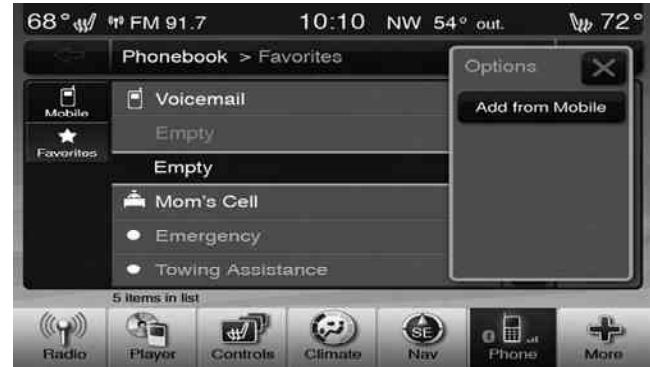 68° FM 91.7 10:10 NW 54° out. 72°
Phonebook > Favorites
Options
Mobile
Voicemail
Add from Mobile
Empty
Favorites
Empty
Mom's Cell
Emergency
Towing Assistance
5 items in list
SE
Radio Player Controls Climate Nav Phone More